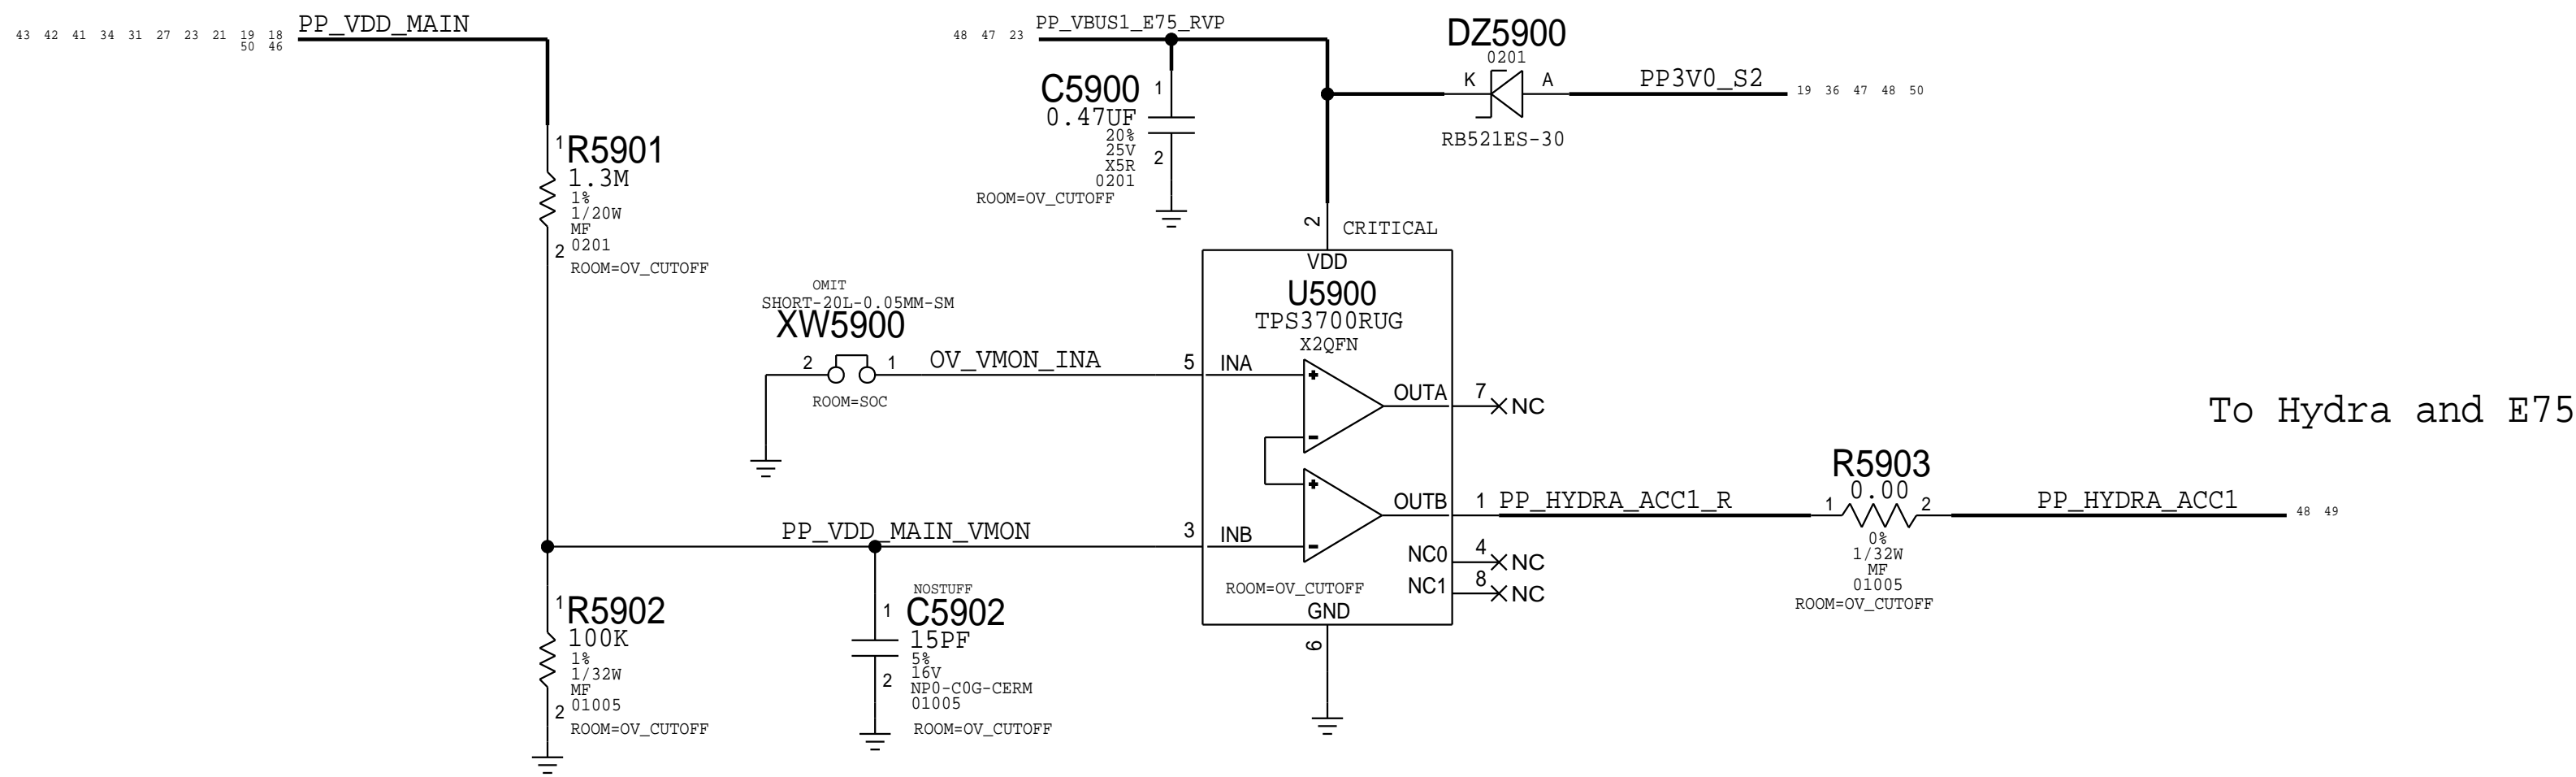 PP_VDD_MAIN
43 42 41 34 31 27 23 21 19 18
50 46
1
R5901
1.3M
1%
1/20W
MF
0201
2
ROOM=OV_CUTOFF
48 47 23
PP_VBUS1_E75_RVP
C5900
1
0.47UF
20%
25V
X5R
0201
2
ROOM=OV_CUTOFF
DZ5900
0201
K
A
RB521ES-30
PP3V0_S2
19 36 47 48 50
2
CRITICAL
VDD
U5900
TPS3700RUG
X2QFN
OMIT
SHORT-20L-0.05MM-SM
XW5900
2
1
ROOM=SOC
OV_VMON_INA
5
INA
+
-
OUTA
7
NC
To Hydra and E75
+
-
OUTB
1
PP_HYDRA_ACC1_R
R5903
0.00
1
2
0%
1/32W
MF
01005
ROOM=OV_CUTOFF
PP_HYDRA_ACC1
48 49
PP_VDD_MAIN_VMON
3
INB
NC0
4
NC
NC1
8
NC
ROOM=OV_CUTOFF
GND
6
1
R5902
100K
1%
1/32W
MF
01005
2
ROOM=OV_CUTOFF
NOSTUFF
1
C5902
15PF
5%
16V
2
NP0-C0G-CERM
01005
ROOM=OV_CUTOFF